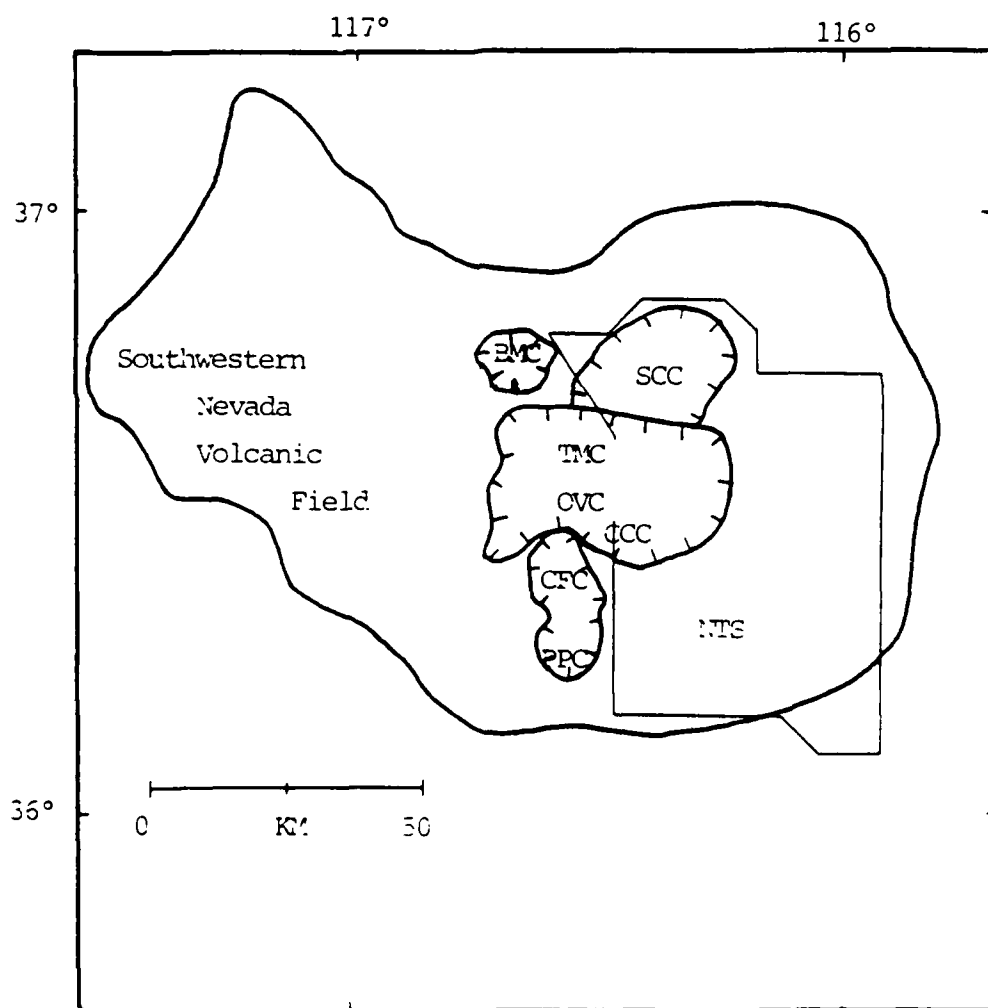 117° 116°
37°
Southwestern
Nevada
Volcanic
Field
BMC
SCC
TMC
OVC
CCC
CFC
PPC
NTS
36°
0 KM 50